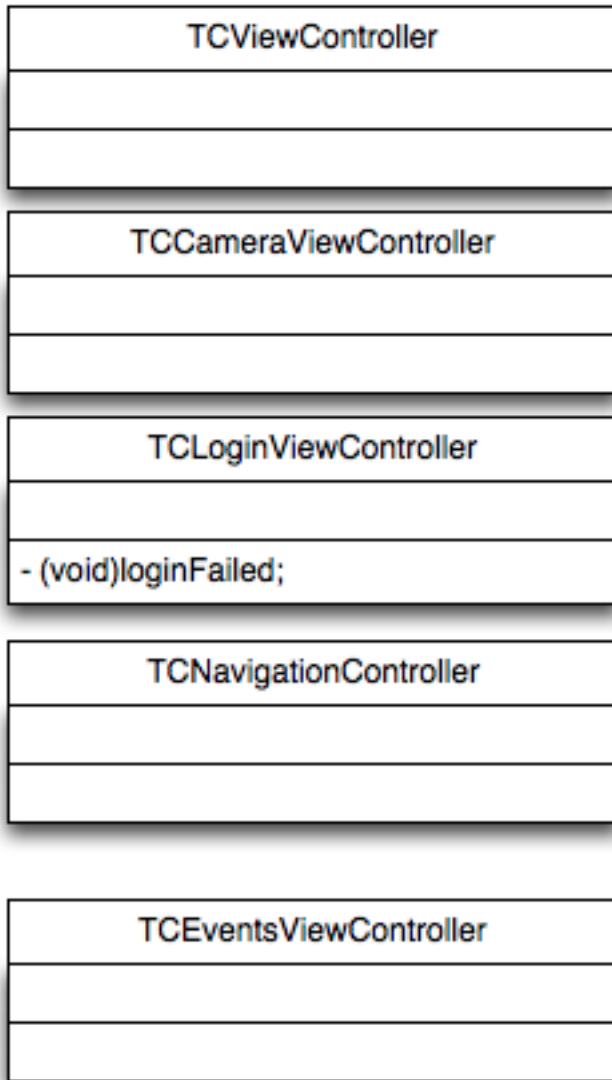 TCViewController
TCCameraViewController
TCLoginViewController
- (void)loginFailed;
TCNavigationController
TCEventsViewController